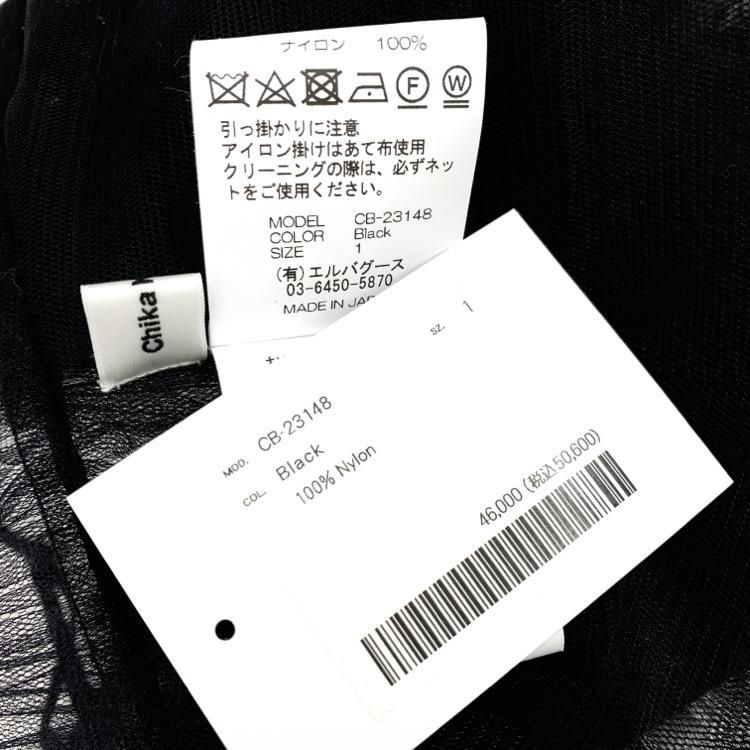 ナイロン 100%
F W
引っ掛かりに注意
アイロン掛けはあて布使用
クリーニングの際は、必ずネッ
トをご使用ください。
MODEL CB-23148
COLOR Black
SIZE 1
(有)エルバグース
03-6450-5870
MADE IN
Chika
SZ. 1
MOD. CB-23148
COL. Black
100% Nylon
46,000 (税込50,600)